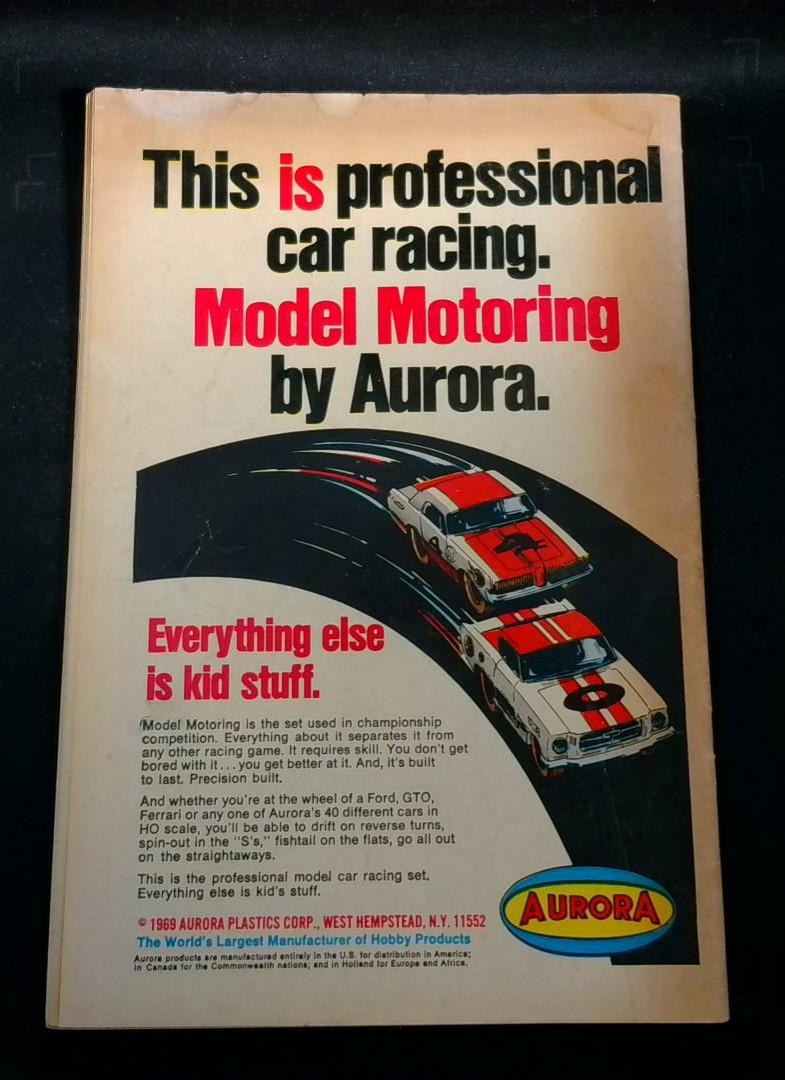 This is professional
car racing.
Model Motoring
by Aurora.
4
4
0
Everything else
is kid stuff.
Model Motoring is the set used in championship
competition. Everything about it separates it from
any other racing game. It requires skill. You don't get
bored with it...you get better at it. And, it's built
to last. Precision built.
And whether you're at the wheel of a Ford, GTO,
Ferrari or any one of Aurora's 40 different cars in
HO scale, you'll be able to drift on reverse turns,
spin-out in the "S's," fishtail on the flats, go all out
on the straightaways.
This is the professional model car racing set.
Everything else is kid's stuff.
AURORA
© 1969 AURORA PLASTICS CORP., WEST HEMPSTEAD, N.Y. 11552
The World's Largest Manufacturer of Hobby Products
Aurora products are manufactured entirely in the U.S. for distribution in America;
in Canada for the Commonwealth nations; and in Holland for Europe and Africa.